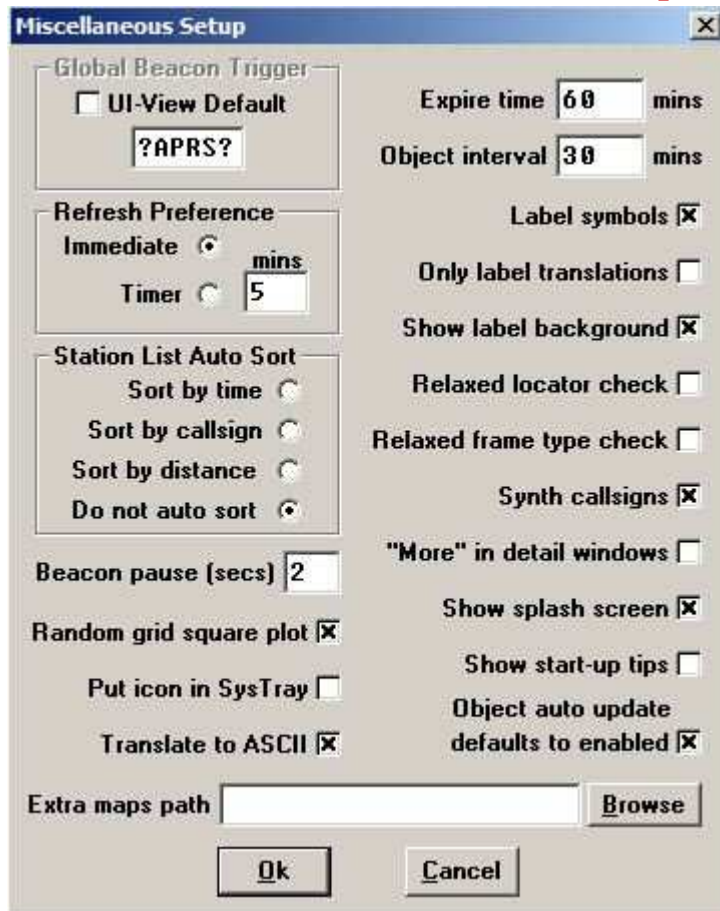 Miscellaneous Setup
Global Beacon Trigger
UI-View Default
?APRS?
Refresh Preference
Immediate
mins
Timer
5
Station List Auto Sort
Sort by time
Sort by callsign
Sort by distance
Do not auto sort
Beacon pause (secs) 2
Random grid square plot
Put icon in SysTray
Translate to ASCII
Expire time 60 mins
Object interval 30 mins
Label symbols
Only label translations
Show label background
Relaxed locator check
Relaxed frame type check
Synth callsigns
"More" in detail windows
Show splash screen
Show start-up tips
Object auto update
defaults to enabled
Extra maps path
Browse
Ok
Cancel